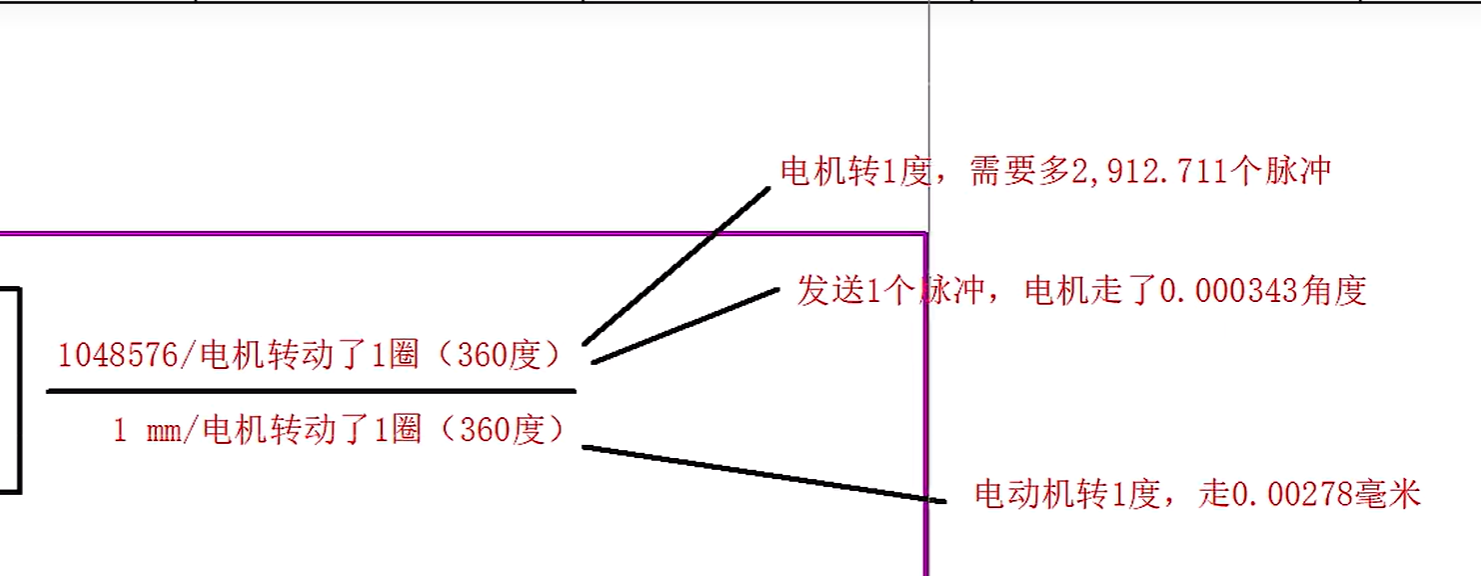 电机转1度，需要多2,912.711个脉冲
发送1个脉冲，电机走了0.000343角度
1048576/电机转动了1圈（360度）
1 mm/电机转动了1圈（360度）
电动机转1度，走0.00278毫米